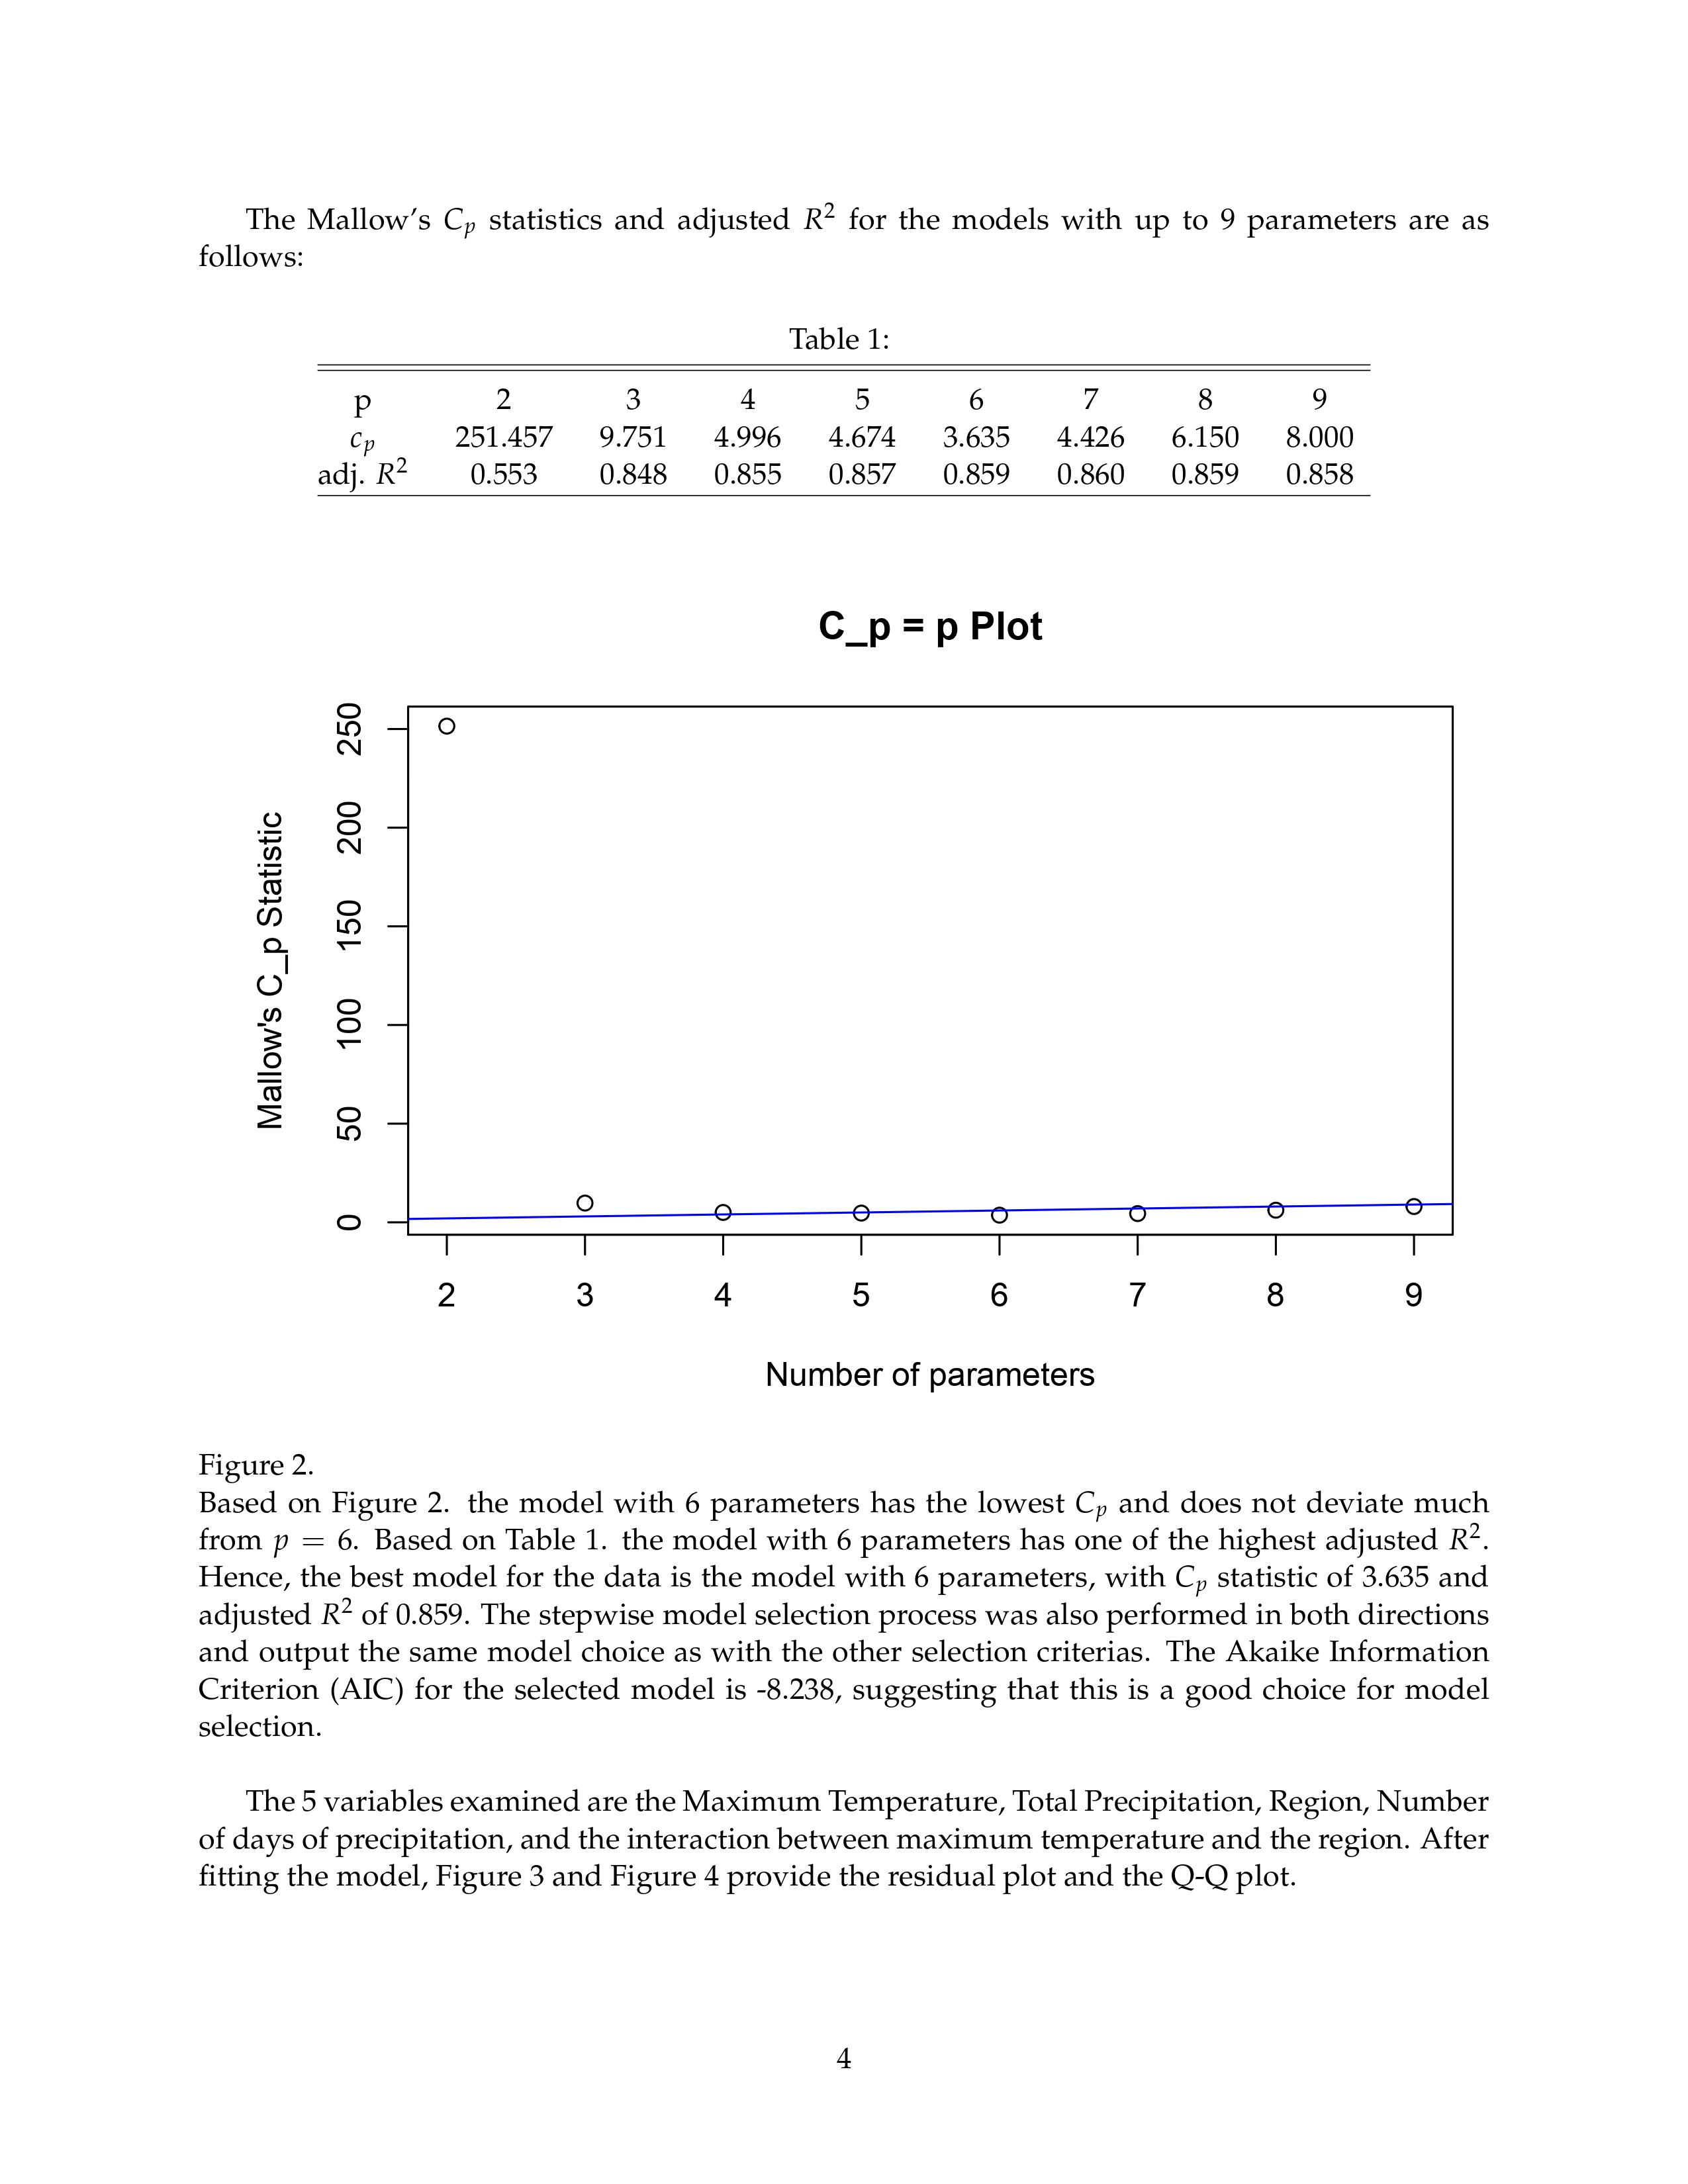 The Mallow's Cp statistics and adjusted R2 for the models with up to 9 parameters are as
follows:
Table 1:
p 2 3 4 5 6 7 8 9
cp 251.457 9.751 4.996 4.674 3.635 4.426 6.150 8.000
adj. R2 0.553 0.848 0.855 0.857 0.859 0.860 0.859 0.858
C_p = p Plot
Mallow's C_p Statistic
250
200
150
100
50
0
2 3 4 5 6 7 8 9
Number of parameters
Figure 2.
Based on Figure 2. the model with 6 parameters has the lowest Cp and does not deviate much
from p = 6. Based on Table 1. the model with 6 parameters has one of the highest adjusted R2.
Hence, the best model for the data is the model with 6 parameters, with Cp statistic of 3.635 and
adjusted R2 of 0.859. The stepwise model selection process was also performed in both directions
and output the same model choice as with the other selection criterias. The Akaike Information
Criterion (AIC) for the selected model is -8.238, suggesting that this is a good choice for model
selection.
The 5 variables examined are the Maximum Temperature, Total Precipitation, Region, Number
of days of precipitation, and the interaction between maximum temperature and the region. After
fitting the model, Figure 3 and Figure 4 provide the residual plot and the Q-Q plot.
4